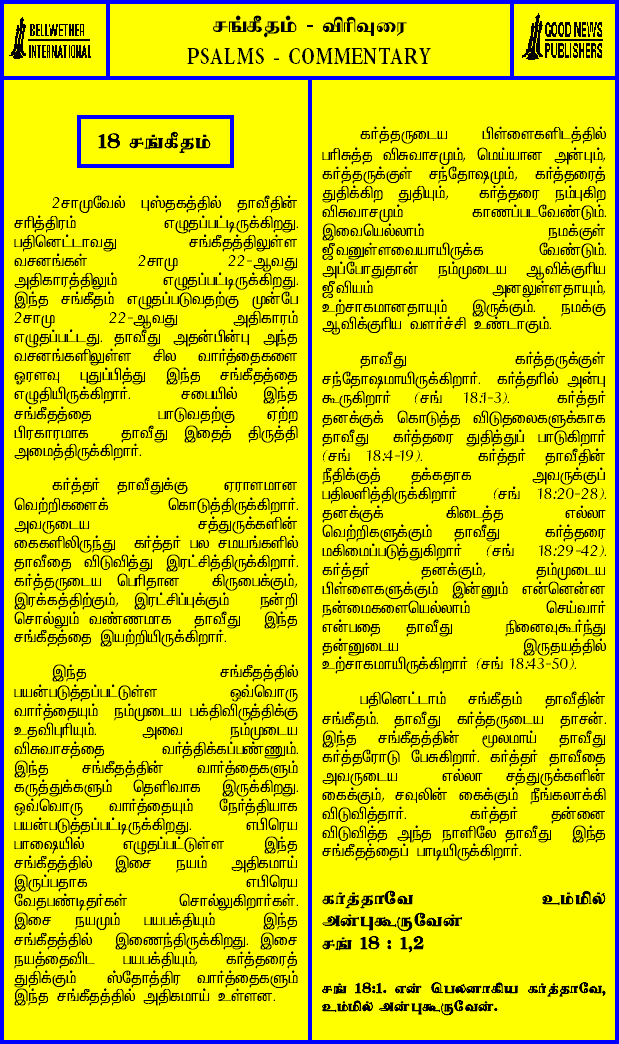 BELLWETHER
INTERNATIONAL
சங்கீதம் - விரிவுரை
PSALMS - COMMENTARY
GOOD NEWS
PUBLISHERS
18 சங்கீதம்
2சாமுவேல் புஸ்தகத்தில் தாவீதின்
சரித்திரம் எழுதப்பட்டிருக்கிறது.
பதினெட்டாவது சங்கீதத்திலுள்ள
வசனங்கள் 2சாமு 22-ஆவது
அதிகாரத்திலும் எழுதப்பட்டிருக்கிறது.
இந்த சங்கீதம் எழுதப்படுவதற்கு முன்பே
2சாமு 22-ஆவது அதிகாரம்
எழுதப்பட்டது. தாவீது அதன்பின்பு அந்த
வசனங்களிலுள்ள சில வார்த்தைகளை
ஓரளவு புதுப்பித்து இந்த சங்கீதத்தை
எழுதியிருக்கிறார். சபையில் இந்த
சங்கீதத்தை பாடுவதற்கு ஏற்ற
பிரகாரமாக தாவீது இதைத் திருத்தி
அமைத்திருக்கிறார்.
கர்த்தர் தாவீதுக்கு ஏராளமான
வெற்றிகளைக் கொடுத்திருக்கிறார்.
அவருடைய சத்துருக்களின்
கைகளிலிருந்து கர்த்தர் பல சமயங்களில்
தாவீதை விடுவித்து இரட்சித்திருக்கிறார்.
கர்த்தருடைய பெரிதான கிருபைக்கும்,
இரக்கத்திற்கும், இரட்சிப்புக்கும் நன்றி
சொல்லும் வண்ணமாக தாவீது இந்த
சங்கீதத்தை இயற்றியிருக்கிறார்.
இந்த சங்கீதத்தில்
பயன்படுத்தப்பட்டுள்ள ஒவ்வொரு
வார்த்தையும் நம்முடைய பக்திவிருத்திக்கு
உதவிபுரியும். அவை நம்முடைய
விசுவாசத்தை வர்த்திக்கப்பண்ணும்.
இந்த சங்கீதத்தின் வார்த்தைகளும்
கருத்துக்களும் தெளிவாக இருக்கிறது.
ஒவ்வொரு வார்த்தையும் நேர்த்தியாக
பயன்படுத்தப்பட்டிருக்கிறது. எபிரெய
பாஷையில் எழுதப்பட்டுள்ள இந்த
சங்கீதத்தில் இசை நயம் அதிகமாய்
இருப்பதாக எபிரெய
வேதபண்டிதர்கள் சொல்லுகிறார்கள்.
இசை நயமும் பயபக்தியும் இந்த
சங்கீதத்தில் இணைந்திருக்கிறது. இசை
நயத்தைவிட பயபக்தியும், கர்த்தரைத்
துதிக்கும் ஸ்தோத்திர வார்த்தைகளும்
இந்த சங்கீதத்தில் அதிகமாய் உள்ளன.
கர்த்தருடைய பிள்ளைகளிடத்தில்
பரிசுத்த விசுவாசமும், மெய்யான அன்பும்,
கர்த்தருக்குள் சந்தோஷமும், கர்த்தரைத்
துதிக்கிற துதியும், கர்த்தரை நம்புகிற
விசுவாசமும் காணப்படவேண்டும்.
இவையெல்லாம் நமக்குள்
ஜீவனுள்ளவையாயிருக்க வேண்டும்.
அப்போதுதான் நம்முடைய ஆவிக்குரிய
ஜீவியம் அனலுள்ளதாயும்,
உற்சாகமானதாயும் இருக்கும். நமக்கு
ஆவிக்குரிய வளர்ச்சி உண்டாகும்.
தாவீது கர்த்தருக்குள்
சந்தோஷமாயிருக்கிறார். கர்த்தரில் அன்பு
கூருகிறார் (சங் 18:1-3). கர்த்தர்
தனக்குக் கொடுத்த விடுதலைகளுக்காக
தாவீது கர்த்தரை துதித்துப் பாடுகிறார்
(சங் 18:4-19). கர்த்தர் தாவீதின்
நீதிக்குத் தக்கதாக அவருக்குப்
பதிலளித்திருக்கிறார் (சங் 18:20-28).
தனக்குக் கிடைத்த எல்லா
வெற்றிகளுக்கும் தாவீது கர்த்தரை
மகிமைப்படுத்துகிறார் (சங் 18:29-42).
கர்த்தர் தனக்கும், தம்முடைய
பிள்ளைகளுக்கும் இன்னும் என்னென்ன
நன்மைகளையெல்லாம் செய்வார்
என்பதை தாவீது நினைவுகூர்ந்து
தன்னுடைய இருதயத்தில்
உற்சாகமாயிருக்கிறார் (சங் 18:43-50).
பதினெட்டாம் சங்கீதம் தாவீதின்
சங்கீதம். தாவீது கர்த்தருடைய தாசன்.
இந்த சங்கீதத்தின் மூலமாய் தாவீது
கர்த்தரோடு பேசுகிறார். கர்த்தர் தாவீதை
அவருடைய எல்லா சத்துருக்களின்
கைக்கும், சவுலின் கைக்கும் நீங்கலாக்கி
விடுவித்தார். கர்த்தர் தன்னை
விடுவித்த அந்த நாளிலே தாவீது இந்த
சங்கீதத்தைப் பாடியிருக்கிறார்.
கர்த்தாவே உம்மில்
அன்புகூருவேன்
சங் 18 : 1,2
சங் 18:1. என் பெலனாகிய கர்த்தாவே,
உம்மில் அன்புகூருவேன்.